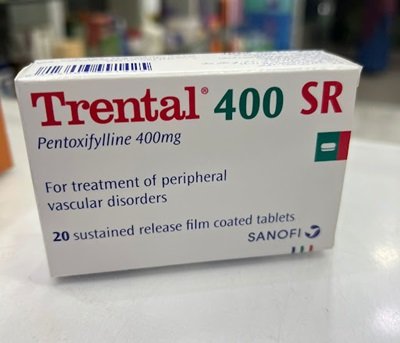 Trental® 400 SR
Pentoxifylline 400mg
For treatment of peripheral
vascular disorders
20 sustained release film coated tablets
SANOFI